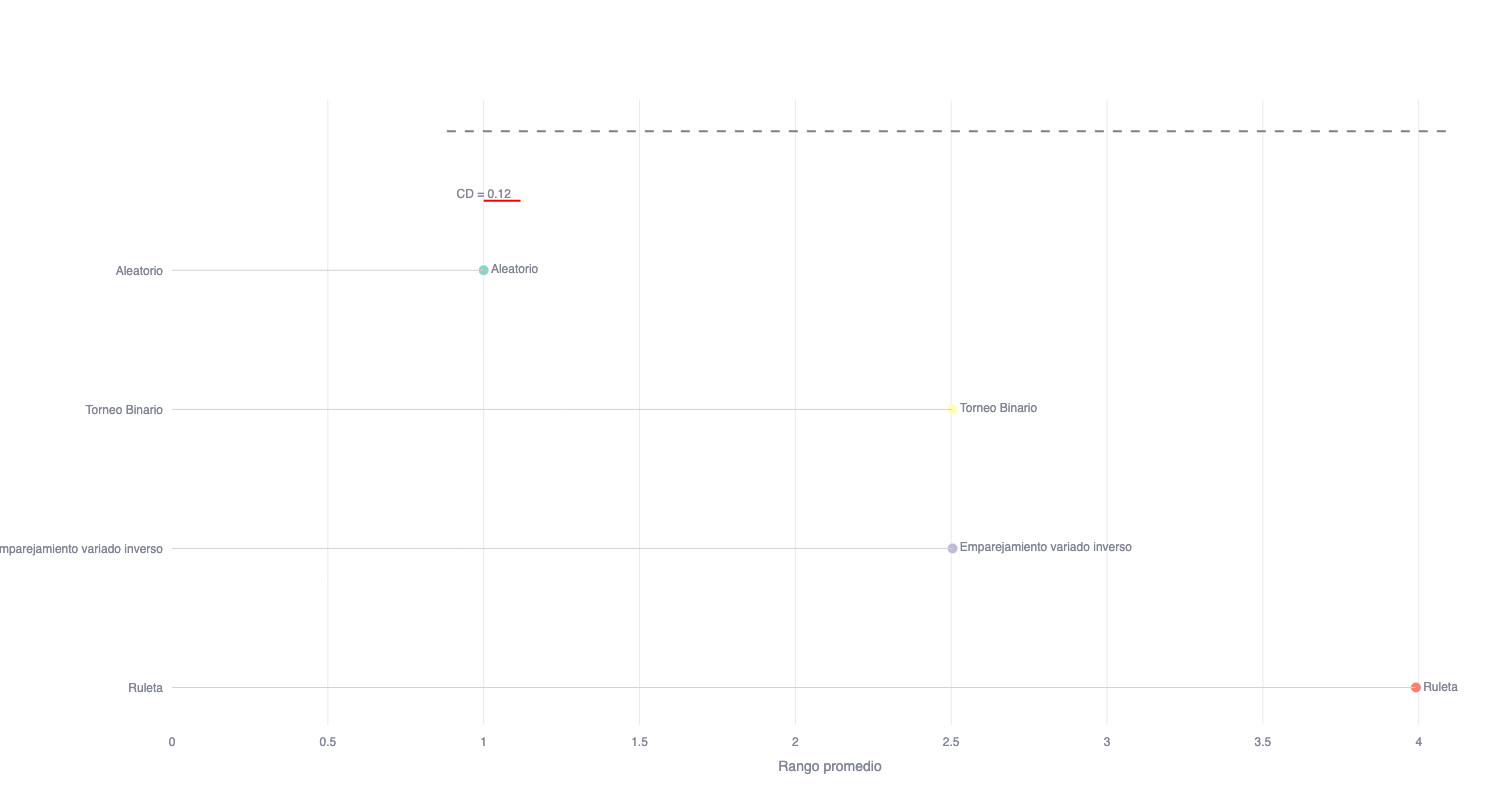 CD = 0.12
Aleatorio Aleatorio
Torneo Binario Torneo Binario
mparejamiento variado inverso Emparejamiento variado inverso
Ruleta Ruleta
0 0.5 1 1.5 2 2.5 3 3.5 4
Rango promedio